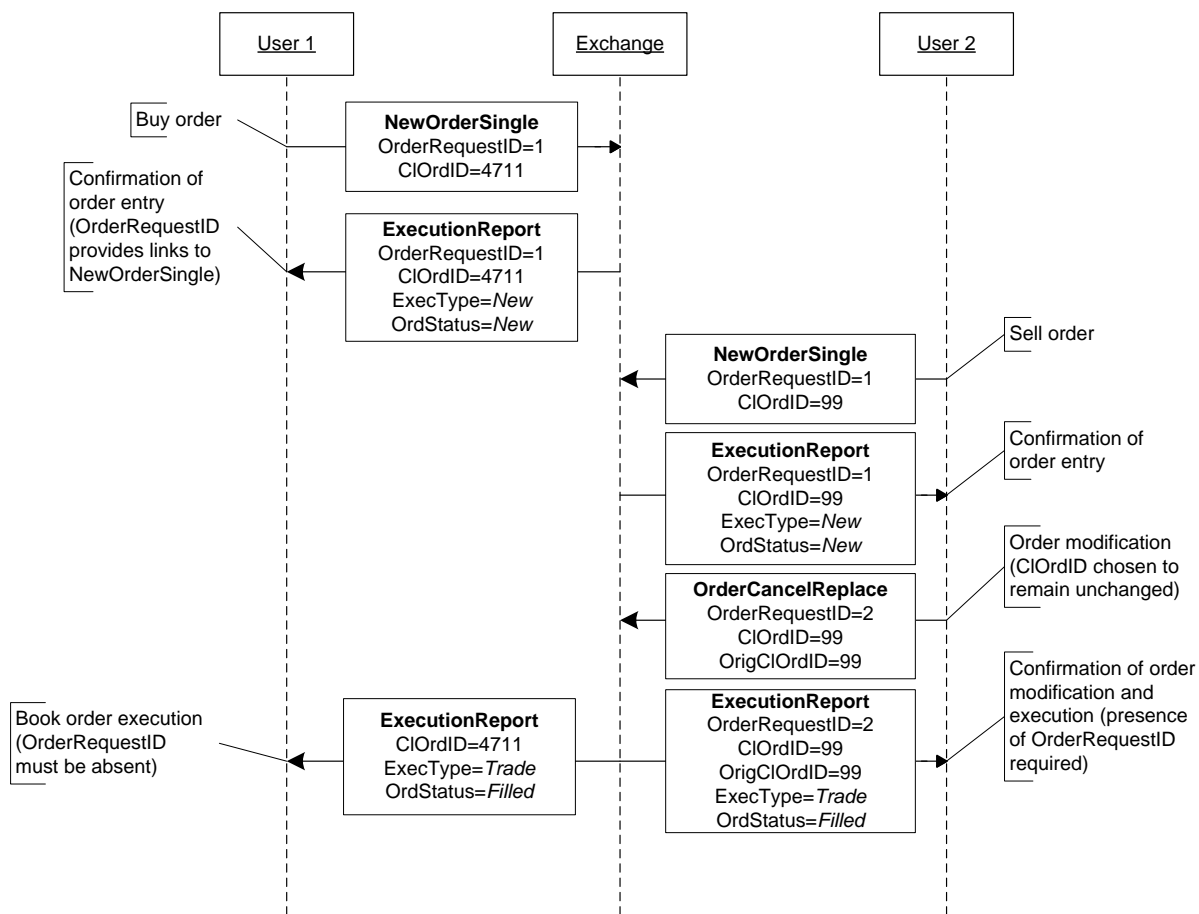 User 1
Exchange
User 2
Buy order
NewOrderSingle
OrderRequestID=1
ClOrdID=4711
Confirmation of
order entry
(OrderRequestID
provides links to
NewOrderSingle)
ExecutionReport
OrderRequestID=1
ClOrdID=4711
ExecType=New
OrdStatus=New
Sell order
NewOrderSingle
OrderRequestID=1
ClOrdID=99
Confirmation of
order entry
ExecutionReport
OrderRequestID=1
ClOrdID=99
ExecType=New
OrdStatus=New
Order modification
(ClOrdID chosen to
remain unchanged)
OrderCancelReplace
OrderRequestID=2
ClOrdID=99
OrigClOrdID=99
Confirmation of order
modification and
execution (presence
of OrderRequestID
required)
Book order execution
(OrderRequestID
must be absent)
ExecutionReport
ClOrdID=4711
ExecType=Trade
OrdStatus=Filled
ExecutionReport
OrderRequestID=2
ClOrdID=99
OrigClOrdID=99
ExecType=Trade
OrdStatus=Filled